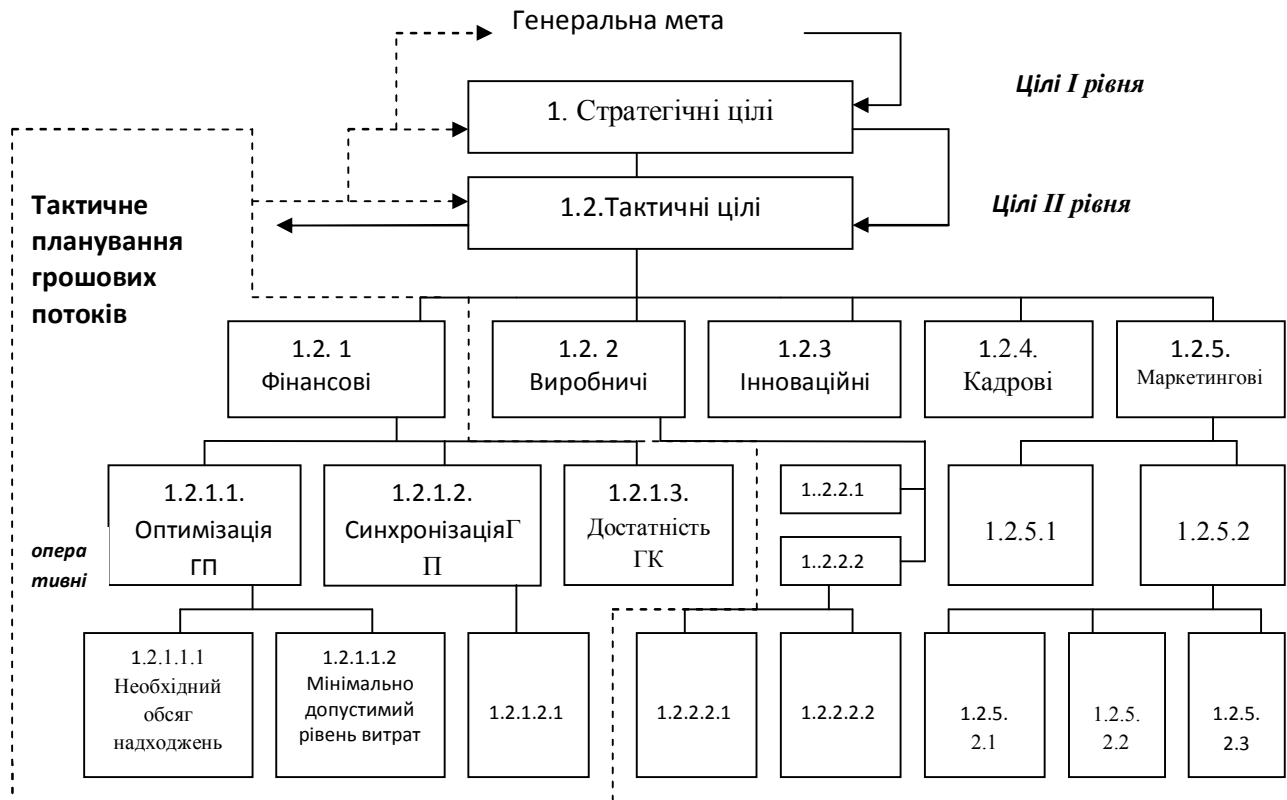 Генеральна мета
Цілі I рівня
1. Стратегічні цілі
Тактичне
планування
грошових
потоків
1.2.Тактичні цілі
Цілі II рівня
1.2. 1
Фінансові
1.2. 2
Виробничі
1.2.3
Інноваційні
1.2.4.
Кадрові
1.2.5.
Маркетингові
опера
тивні
1.2.1.1.
Оптимізація
ГП
1.2.1.2.
СинхронізаціяГ
П
1.2.1.3.
Достатність
ГК
1..2.2.1
1..2.2.2
1.2.5.1
1.2.5.2
1.2.1.1.1
Необхідний
обсяг
надходжень
1.2.1.1.2
Мінімально
допустимий
рівень витрат
1.2.1.2.1
1.2.2.2.1
1.2.2.2.2
1.2.5.
2.1
1.2.5.
2.2
1.2.5.
2.3